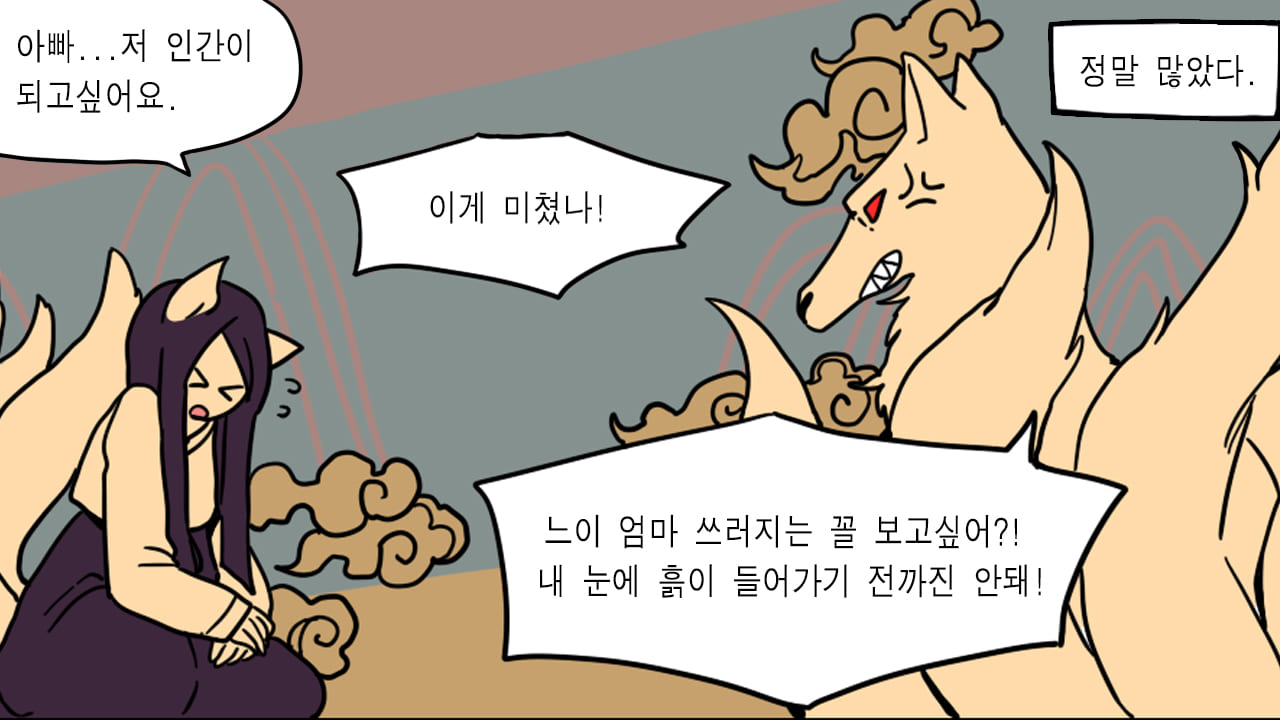 아빠...저 인간이
되고싶어요.
정말 많았다.
이게 미쳤나!
느이 엄마 쓰러지는 꼴 보고싶어?!
내 눈에 흙이 들어가기 전까진 안돼!